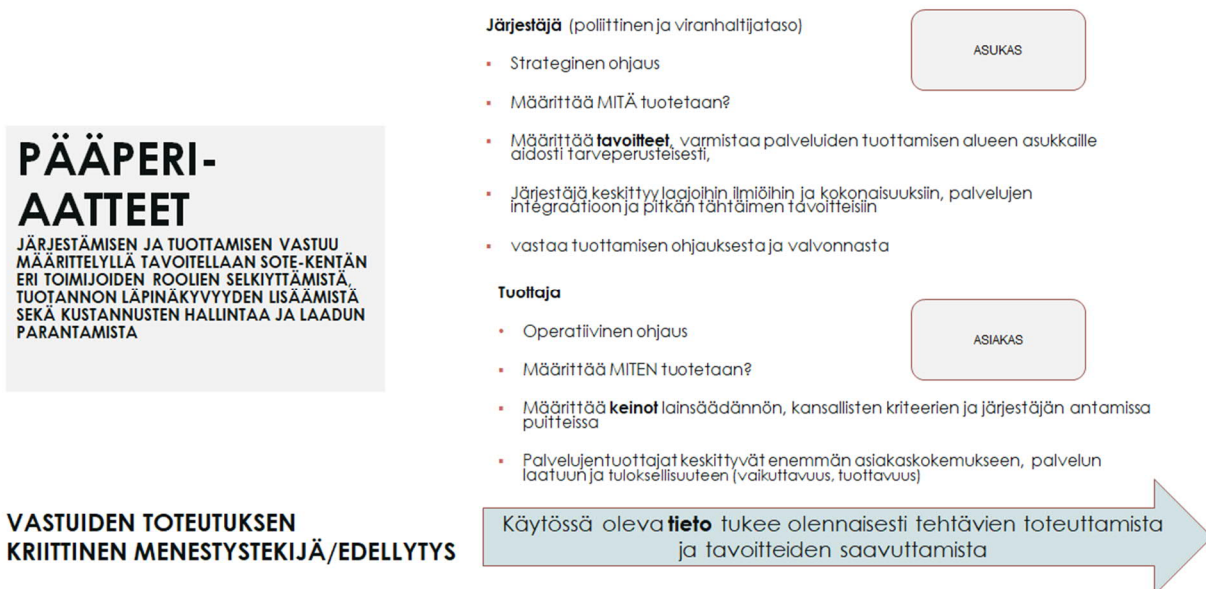 PÄÄPERI-
AATTEET
JÄRJESTÄMISEN JA TUOTTAMISEN VASTUU
MÄÄRITTELYLLÄ TAVOITELLAAN SOTE-KENTÄN
ERI TOIMIJOIDEN ROOLIEN SELKIYTTÄMISTÄ,
TUOTANNON LÄPINÄKYVYYDEN LISÄÄMISTÄ
SEKÄ KUSTANNUSTEN HALLINTAA JA LAADUN
PARANTAMISTA
Järjestäjä (poliittinen ja viranhaltijataso)
ASUKAS
▪ Strateginen ohjaus
▪ Määrittää MITÄ tuotetaan?
▪ Määrittää tavoitteet, varmistaa palveluiden tuottamisen alueen asukkaille
aidosti tarveperusteisesti,
▪ Järjestäjä keskittyy laajoihin ilmiöihin ja kokonaisuuksiin, palvelujen
integraatioon ja pitkän tähtäimen tavoitteisiin
▪ vastaa tuottamisen ohjauksesta ja valvonnasta
Tuottaja
• Operatiivinen ohjaus
ASIAKAS
▪ Määrittää MITEN tuotetaan?
▪ Määrittää keinot lainsäädännön, kansallisten kriteerien ja järjestäjän antamissa
puitteissa
▪ Palvelujentuottajat keskittyvät enemmän asiakaskokemukseen, palvelun
laatuun ja tuloksellisuuteen (vaikuttavuus, tuottavuus)
VASTUIDEN TOTEUTUKSEN
KRIITTINEN MENESTYSTEKIJÄ/EDELLYTYS
Käytössä oleva tieto tukee olennaisesti tehtävien toteuttamista
ja tavoitteiden saavuttamista